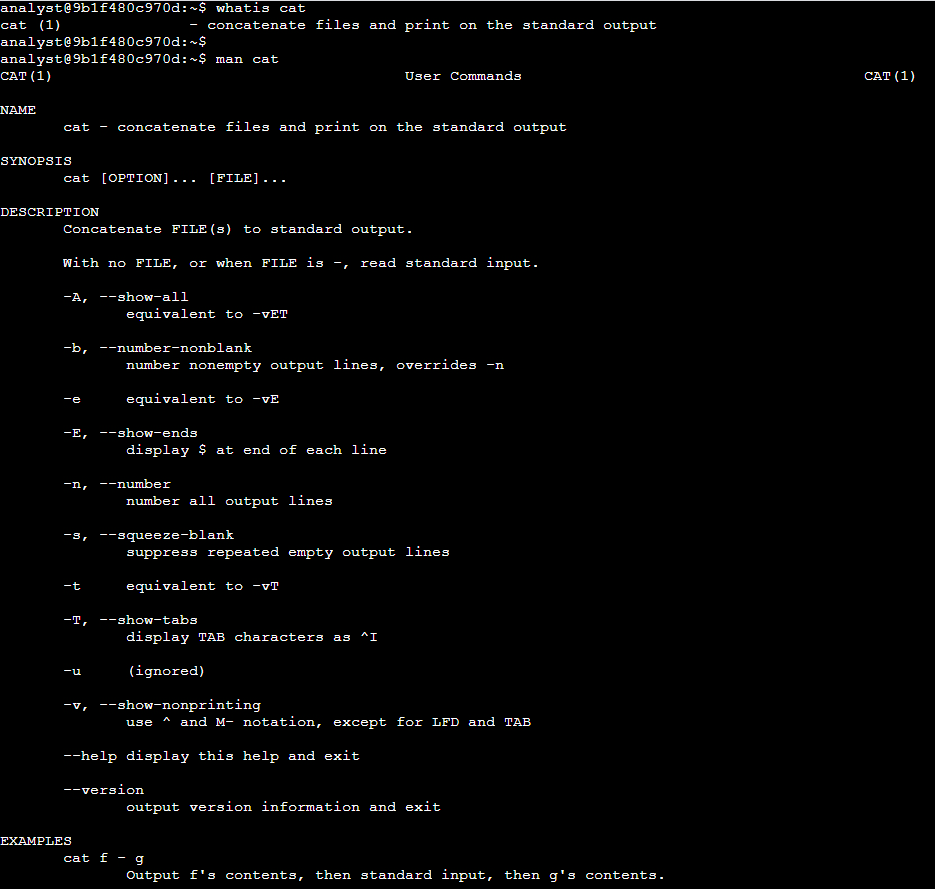 analyst@9b1f480c970d:~$ whatis cat
cat (1)              - concatenate files and print on the standard output
analyst@9b1f480c970d:~$
analyst@9b1f480c970d:~$ man cat
CAT(1)                                       User Commands                                      CAT(1)
NAME
       cat - concatenate files and print on the standard output
SYNOPSIS
       cat [OPTION]... [FILE]...
DESCRIPTION
       Concatenate FILE(s) to standard output.
       With no FILE, or when FILE is -, read standard input.
       -A, --show-all
              equivalent to -vET
       -b, --number-nonblank
              number nonempty output lines, overrides -n
       -e     equivalent to -vE
       -E, --show-ends
              display $ at end of each line
       -n, --number
              number all output lines
       -s, --squeeze-blank
              suppress repeated empty output lines
       -t     equivalent to -vT
       -T, --show-tabs
              display TAB characters as ^I
       -u     (ignored)
       -v, --show-nonprinting
              use ^ and M- notation, except for LFD and TAB
       --help display this help and exit
       --version
              output version information and exit
EXAMPLES
       cat f - g
              Output f's contents, then standard input, then g's contents.